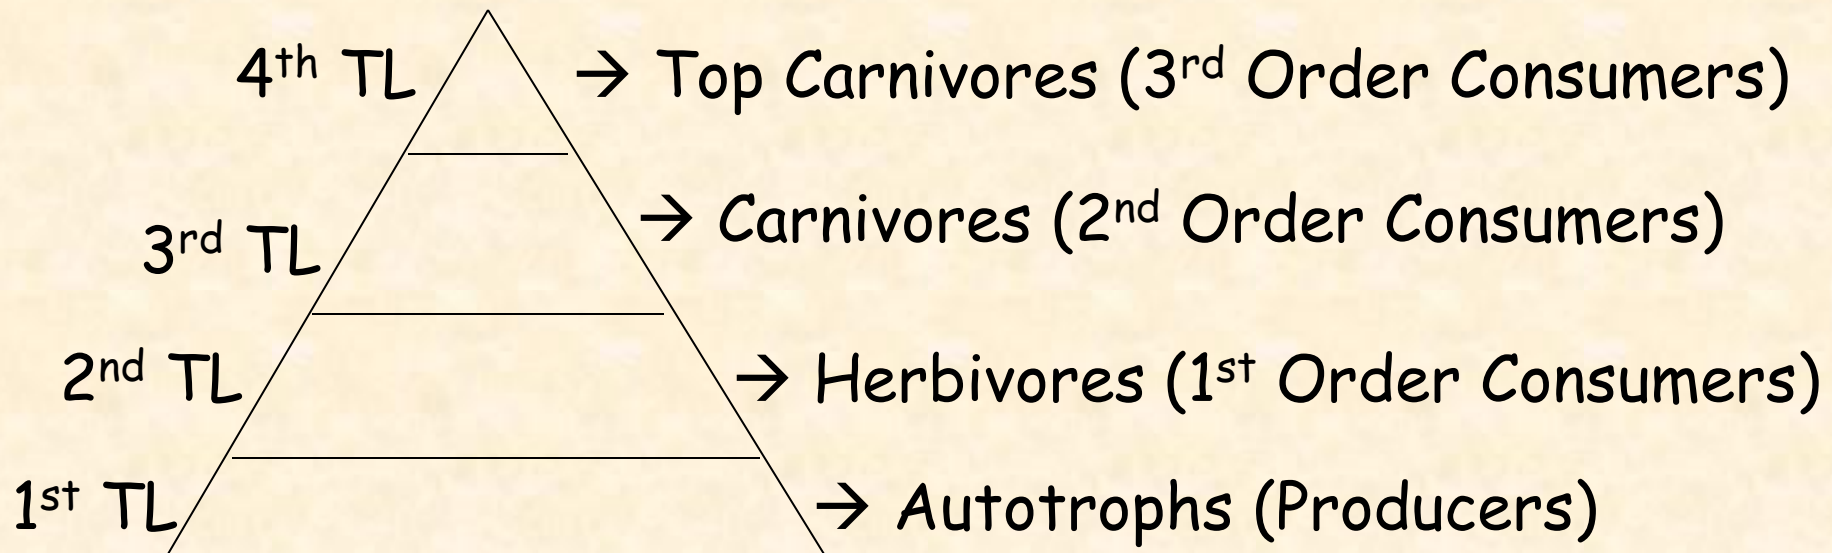 4th TL → Top Carnivores (3rd Order Consumers)
3rd TL → Carnivores (2nd Order Consumers)
2nd TL → Herbivores (1st Order Consumers)
1st TL → Autotrophs (Producers)